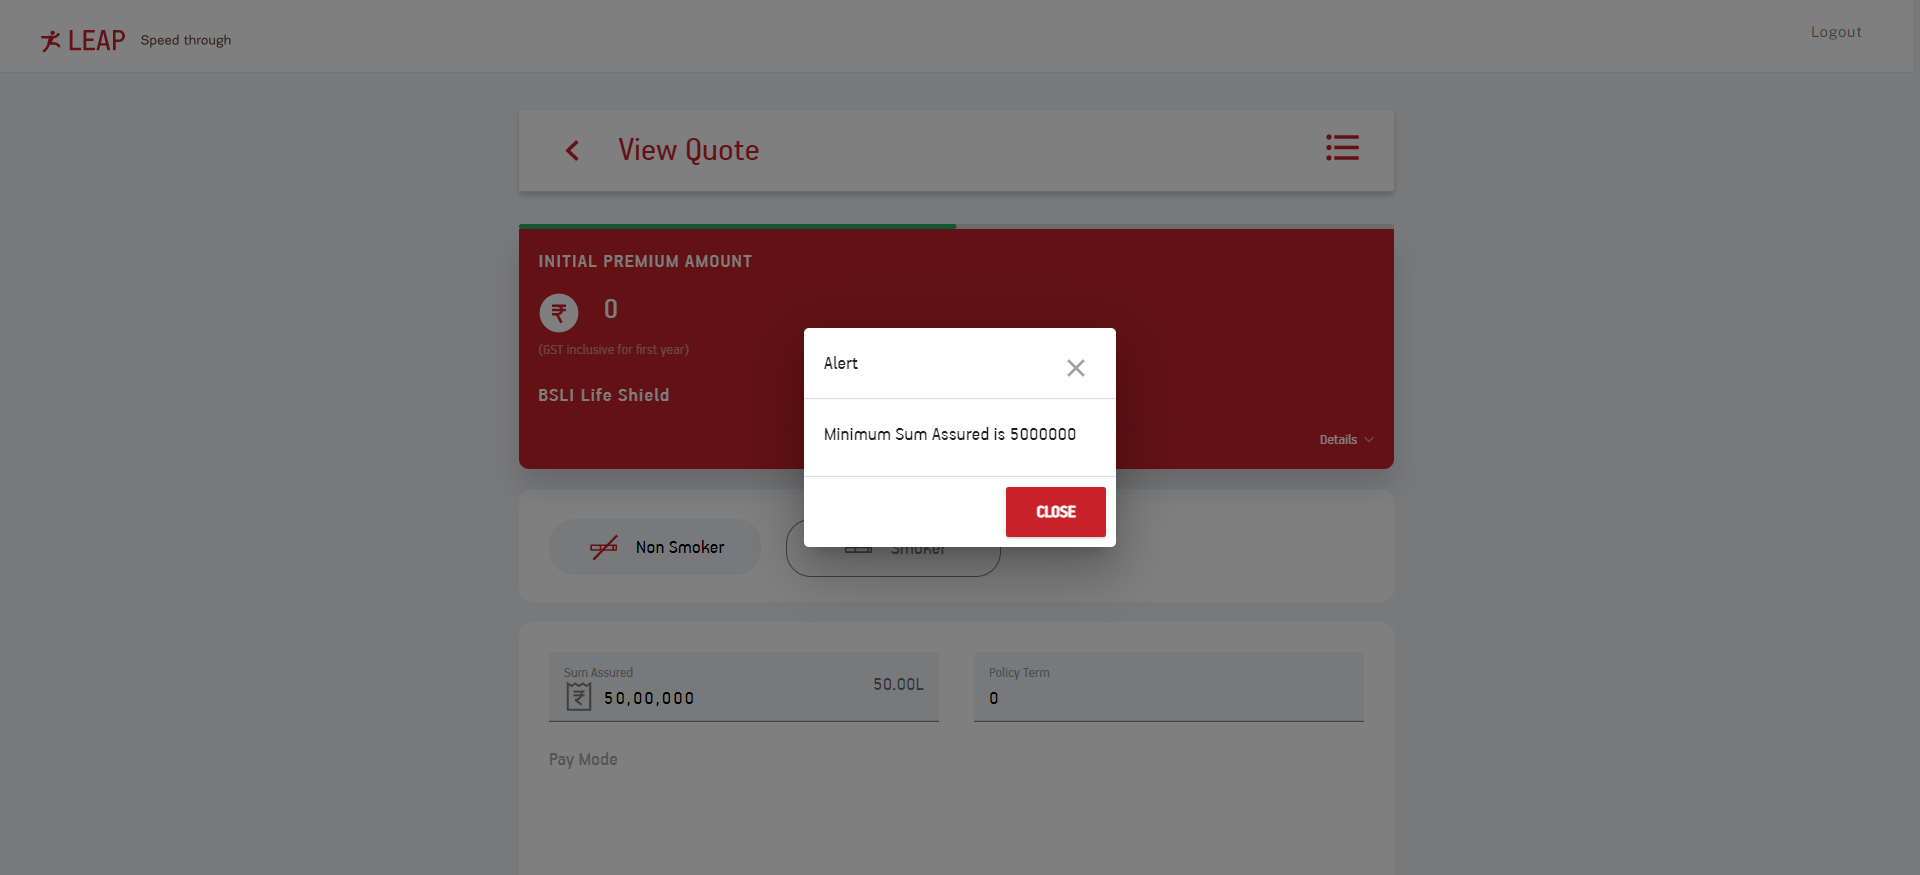 LEAP Speed through
Logout
View Quote
INITIAL PREMIUM AMOUNT
₹ 0
(GST inclusive for first year)
BSLI Life Shield
Details
Alert
Minimum Sum Assured is 5000000
CLOSE
Non Smoker
Smoker
Sum Assured
₹ 50,00,000
50.00L
Policy Term
0
Pay Mode